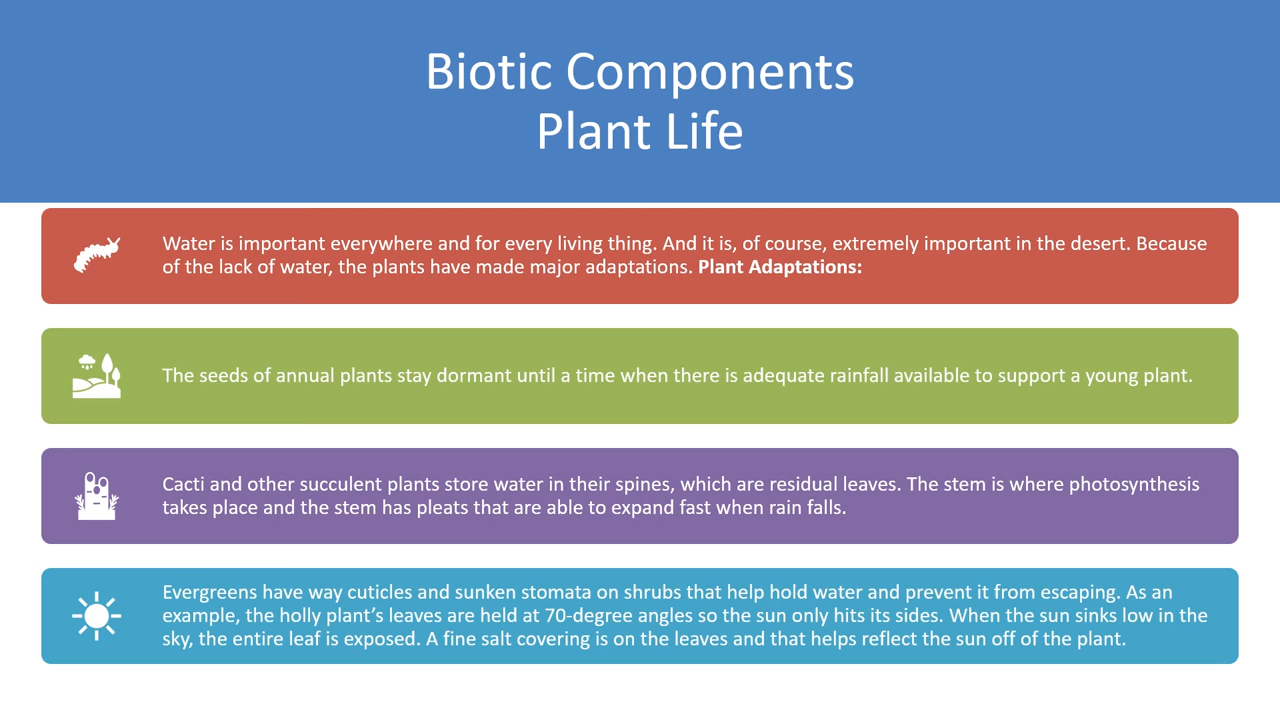 Biotic Components
Plant Life
Water is important everywhere and for every living thing. And it is, of course, extremely important in the desert. Because
of the lack of water, the plants have made major adaptations. Plant Adaptations:
The seeds of annual plants stay dormant until a time when there is adequate rainfall available to support a young plant.
Cacti and other succulent plants store water in their spines, which are residual leaves. The stem is where photosynthesis
takes place and the stem has pleats that are able to expand fast when rain falls.
Evergreens have way cuticles and sunken stomata on shrubs that help hold water and prevent it from escaping. As an
example, the holly plant’s leaves are held at 70-degree angles so the sun only hits its sides. When the sun sinks low in the
sky, the entire leaf is exposed. A fine salt covering is on the leaves and that helps reflect the sun off of the plant.